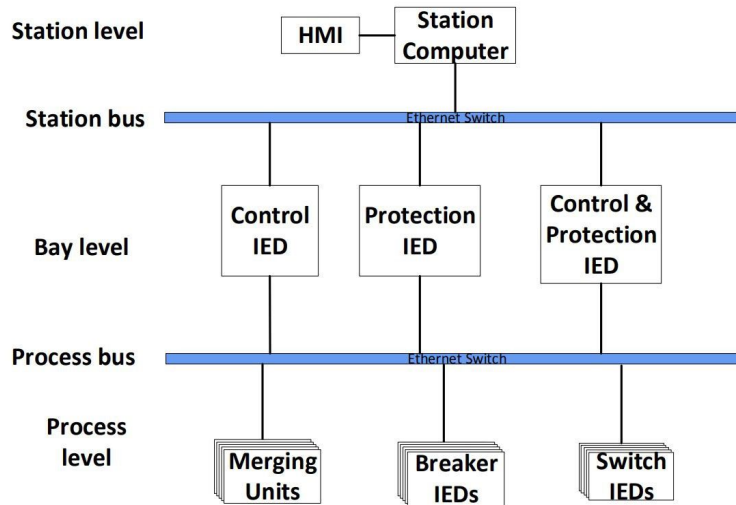 Station level
HMI
Station
Computer
Station bus
Ethernet Switch
Bay level
Control
IED
Protection
IED
Control &
Protection
IED
Process bus
Ethernet Switch
Process
level
Merging
Units
Breaker
IEDs
Switch
IEDs